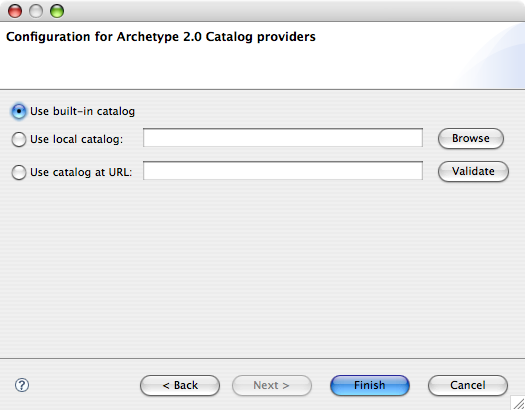 Configuration for Archetype 2.0 Catalog providers
Use built-in catalog
Use local catalog: Browse
Use catalog at URL: Validate
? < Back Next > Finish Cancel